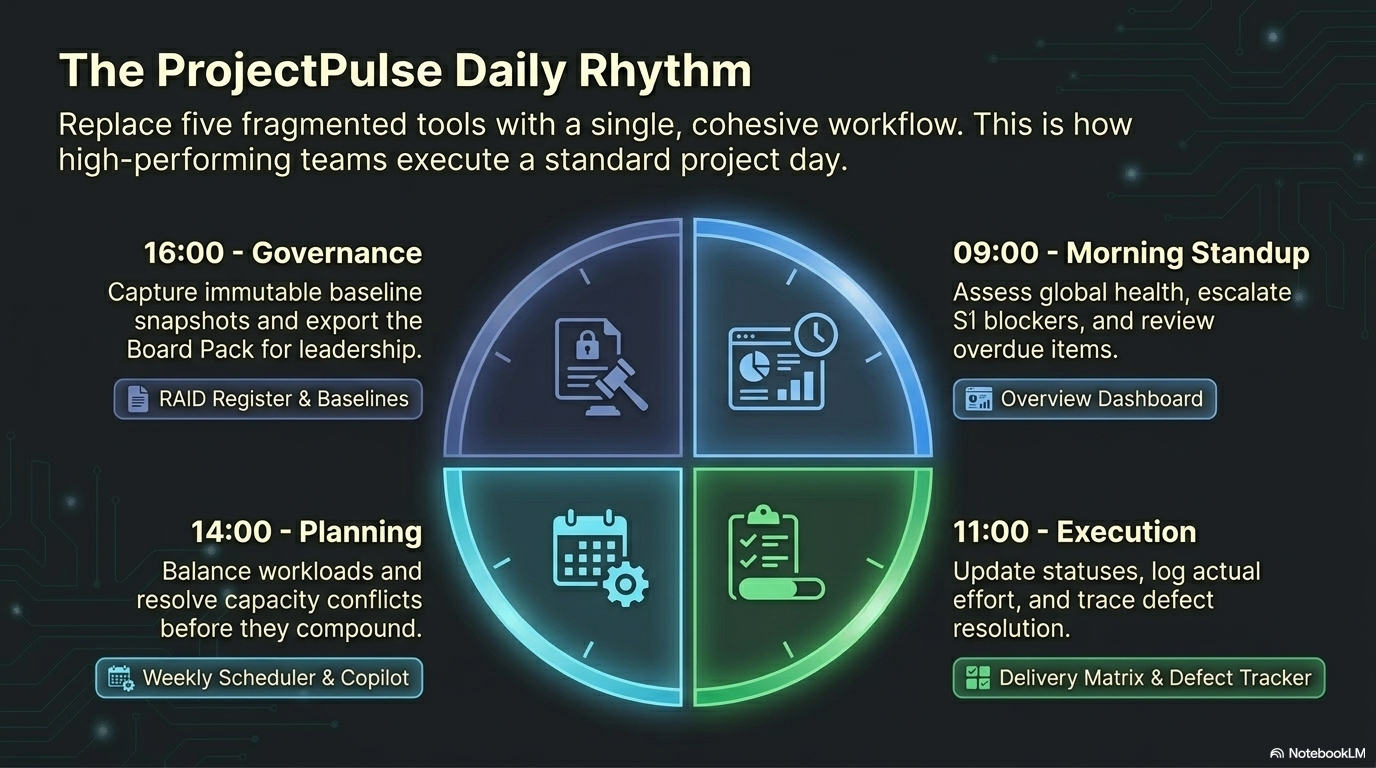 The ProjectPulse Daily Rhythm
Replace five fragmented tools with a single, cohesive workflow. This is how
high-performing teams execute a standard project day.
16:00 - Governance
Capture immutable baseline
snapshots and export the
Board Pack for leadership.
RAID Register & Baselines
09:00 - Morning Standup
Assess global health, escalate
S1 blockers, and review
overdue items.
Overview Dashboard
14:00 - Planning
Balance workloads and
resolve capacity conflicts
before they compound.
Weekly Scheduler & Copilot
11:00 - Execution
Update statuses, log actual
effort, and trace defect
resolution.
Delivery Matrix & Defect Tracker
NotebookLM